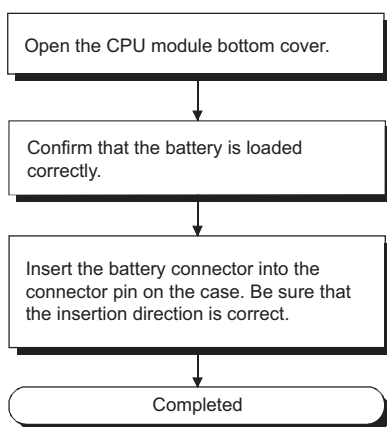 Open the CPU module bottom cover.
Confirm that the battery is loaded
correctly.
Insert the battery connector into the
connector pin on the case. Be sure that
the insertion direction is correct.
Completed